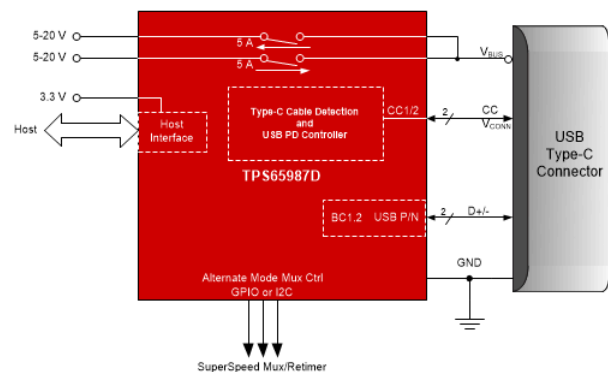 5-20 V
5 A
5-20 V
5 A
VBUS
3.3 V
Host
Host
Interface
Type-C Cable Detection
and
USB PD Controller
CC1/2
2
CC
VCONN
USB
Type-C
Connector
TPS65987D
BC1.2 USB P/N
2
D+/-
GND
Alternate Mode Mux Ctrl
GPIO or I2C
SuperSpeed Mux/Retimer